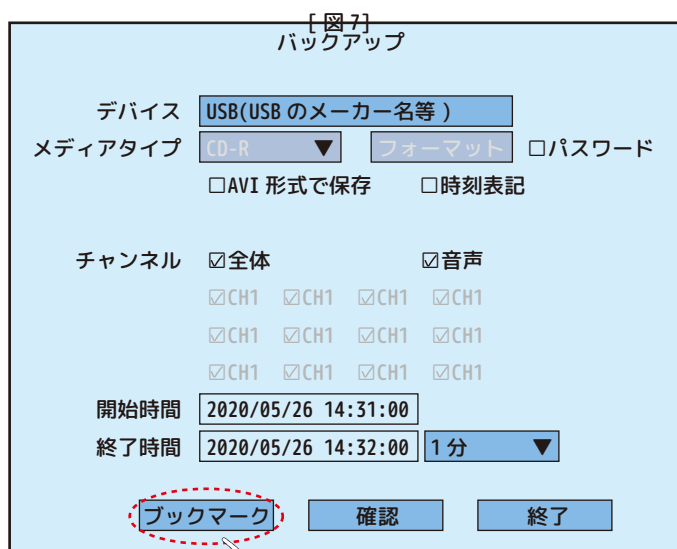 [ 図 7]
バックアップ
デバイス USB(USB のメーカー名等 )
メディアタイプ CD-R ▼ フォーマット □パスワード
□AVI 形式で保存 □時刻表記
チャンネル ☑全体 ☑音声
☑CH1 ☑CH1 ☑CH1 ☑CH1
☑CH1 ☑CH1 ☑CH1 ☑CH1
☑CH1 ☑CH1 ☑CH1 ☑CH1
開始時間 2020/05/26 14:31:00
終了時間 2020/05/26 14:32:00 1 分 ▼
ブックマーク 確認 終了